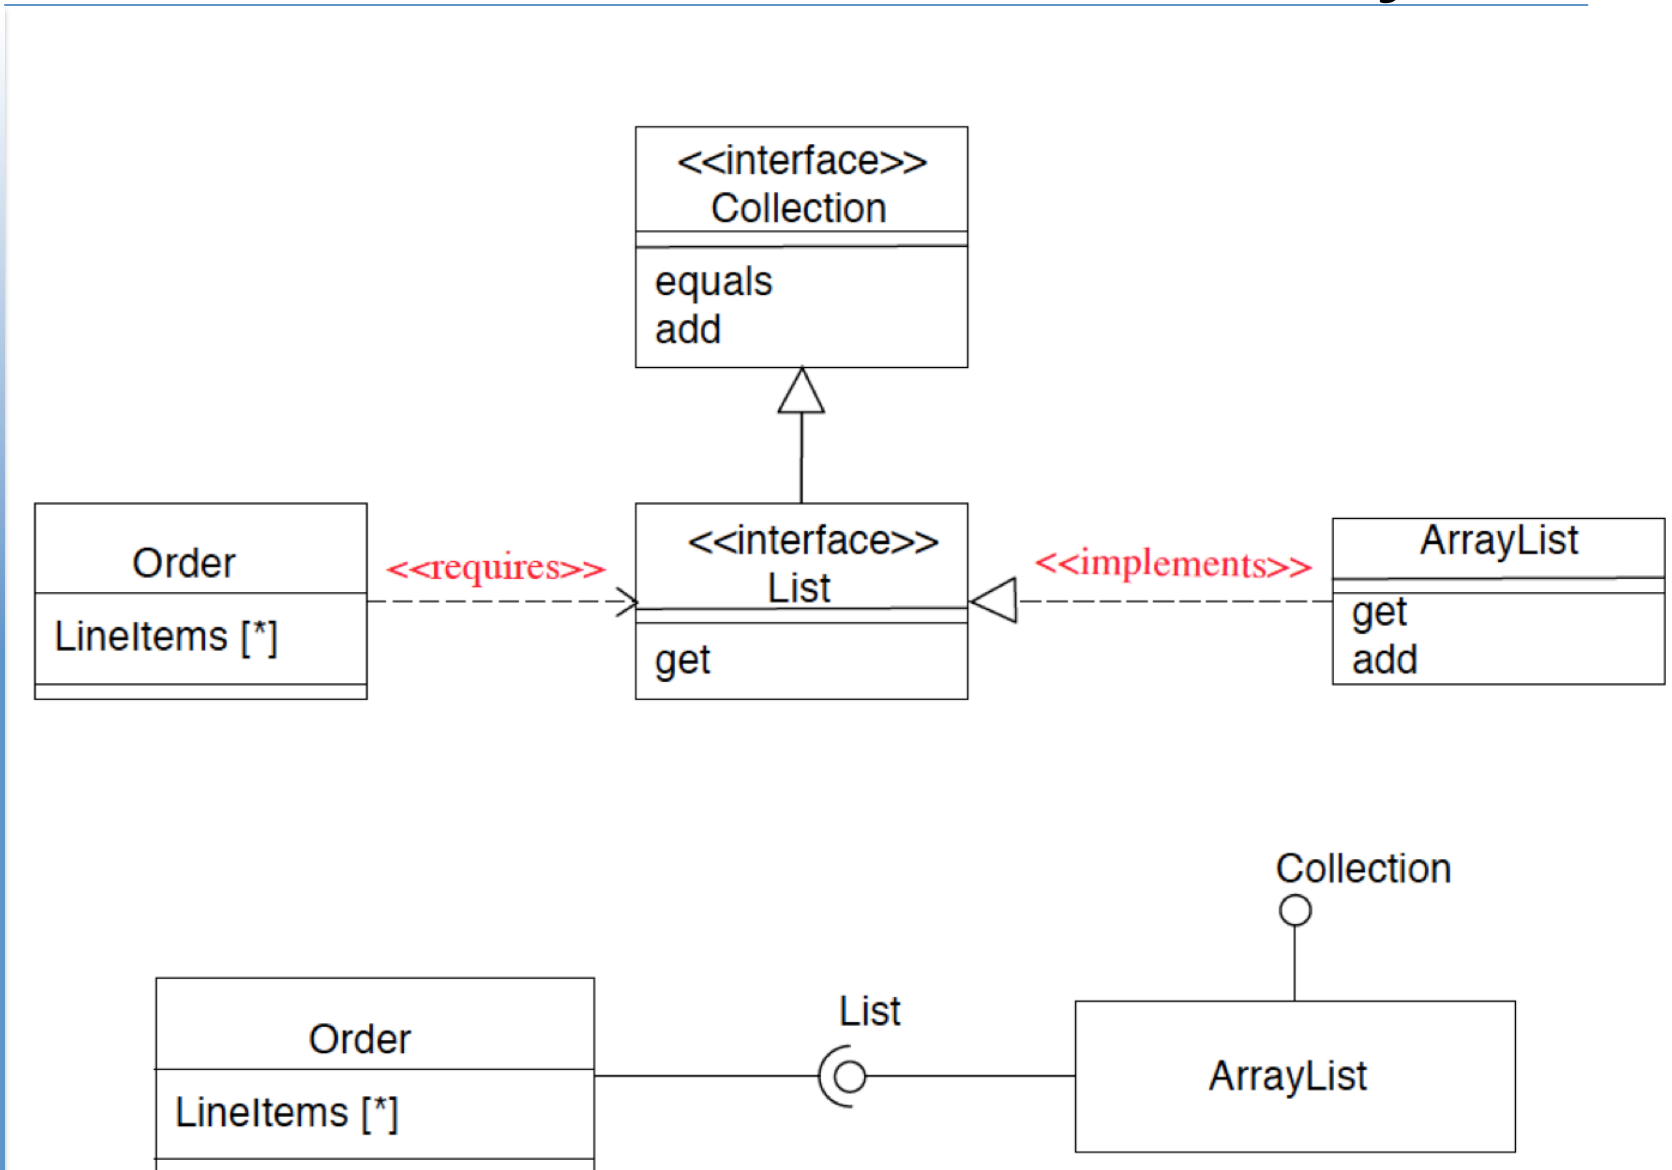 <<interface>>
Collection
equals
add
Order
LineItems [*]
<<requires>>
<<interface>>
List
get
<<implements>>
ArrayList
get
add
Collection
List
Order
LineItems [*]
ArrayList